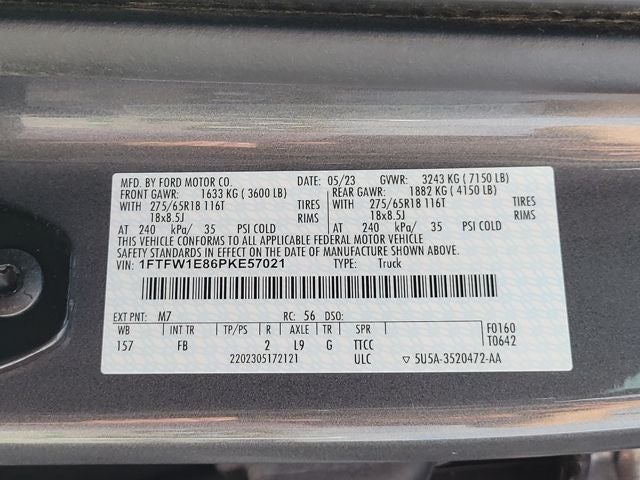 MFD. BY FORD MOTOR CO. DATE: 05/23 GVWR: 3243 KG ( 7150 LB)
FRONT GAWR: 1633 KG ( 3600 LB) REAR GAWR: 1882 KG ( 4150 LB)
WITH 275/65R18 116T TIRES WITH 275/65R18 116T TIRES
18x8.5J RIMS 18x8.5J RIMS
AT 240 kPa/ 35 PSI COLD AT 240 kPa/ 35 PSI COLD
THIS VEHICLE CONFORMS TO ALL APPLICABLE FEDERAL MOTOR VEHICLE
SAFETY STANDARDS IN EFFECT ON THE DATE OF MANUFACTURE SHOWN ABOVE.
VIN: 1FTFW1E86PKE57021 TYPE: Truck
EXT PNT: M7 RC: 56 DSO: F0160
WB INT TR TP/PS R AXLE TR SPR T0642
157 FB 2 L9 G TTCC
2202305172121 ULC ▽ 5U5A-3520472-AA